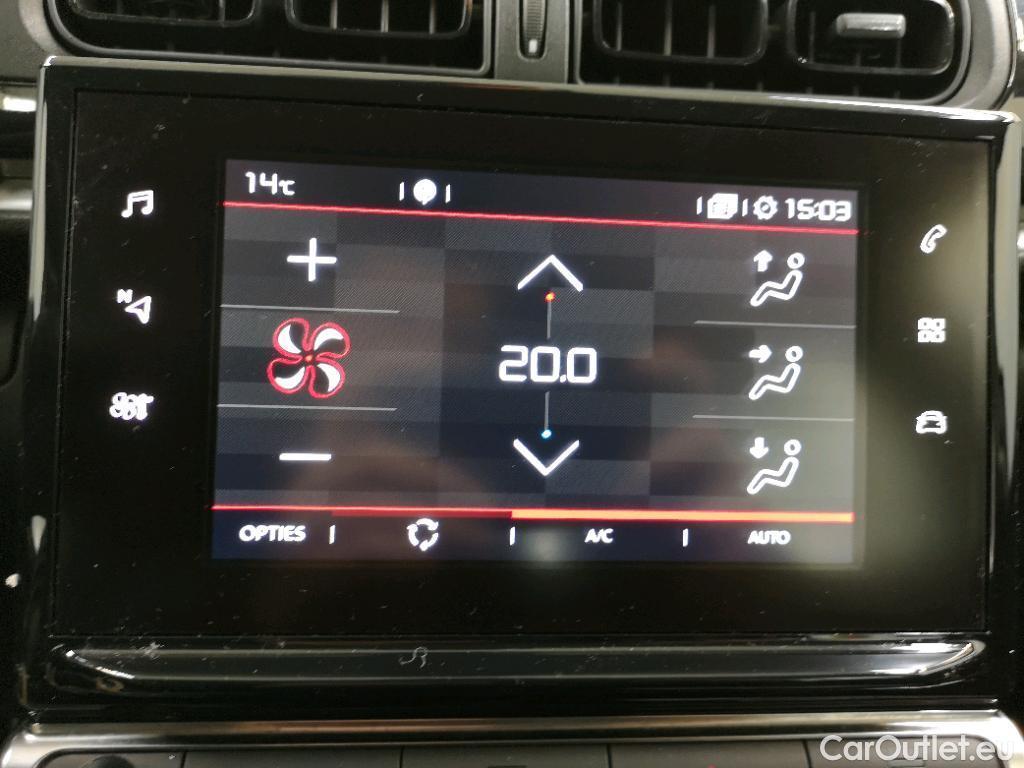 14°C 15:03
N
20.0
OPTIES A/C AUTO
CarOutlet.eu